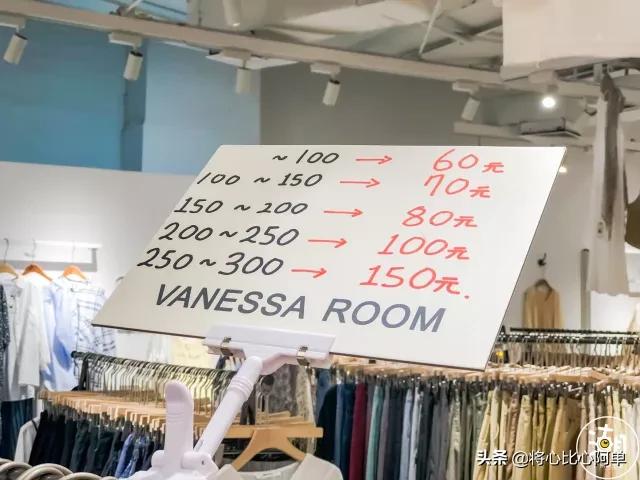 ~100 → 60元
100 ~ 150 → 70元
150 ~ 200 → 80元
200 ~ 250 → 100元
250 ~ 300 → 150元.
VANESSA ROOM
潮
头条 @将心比心阿单